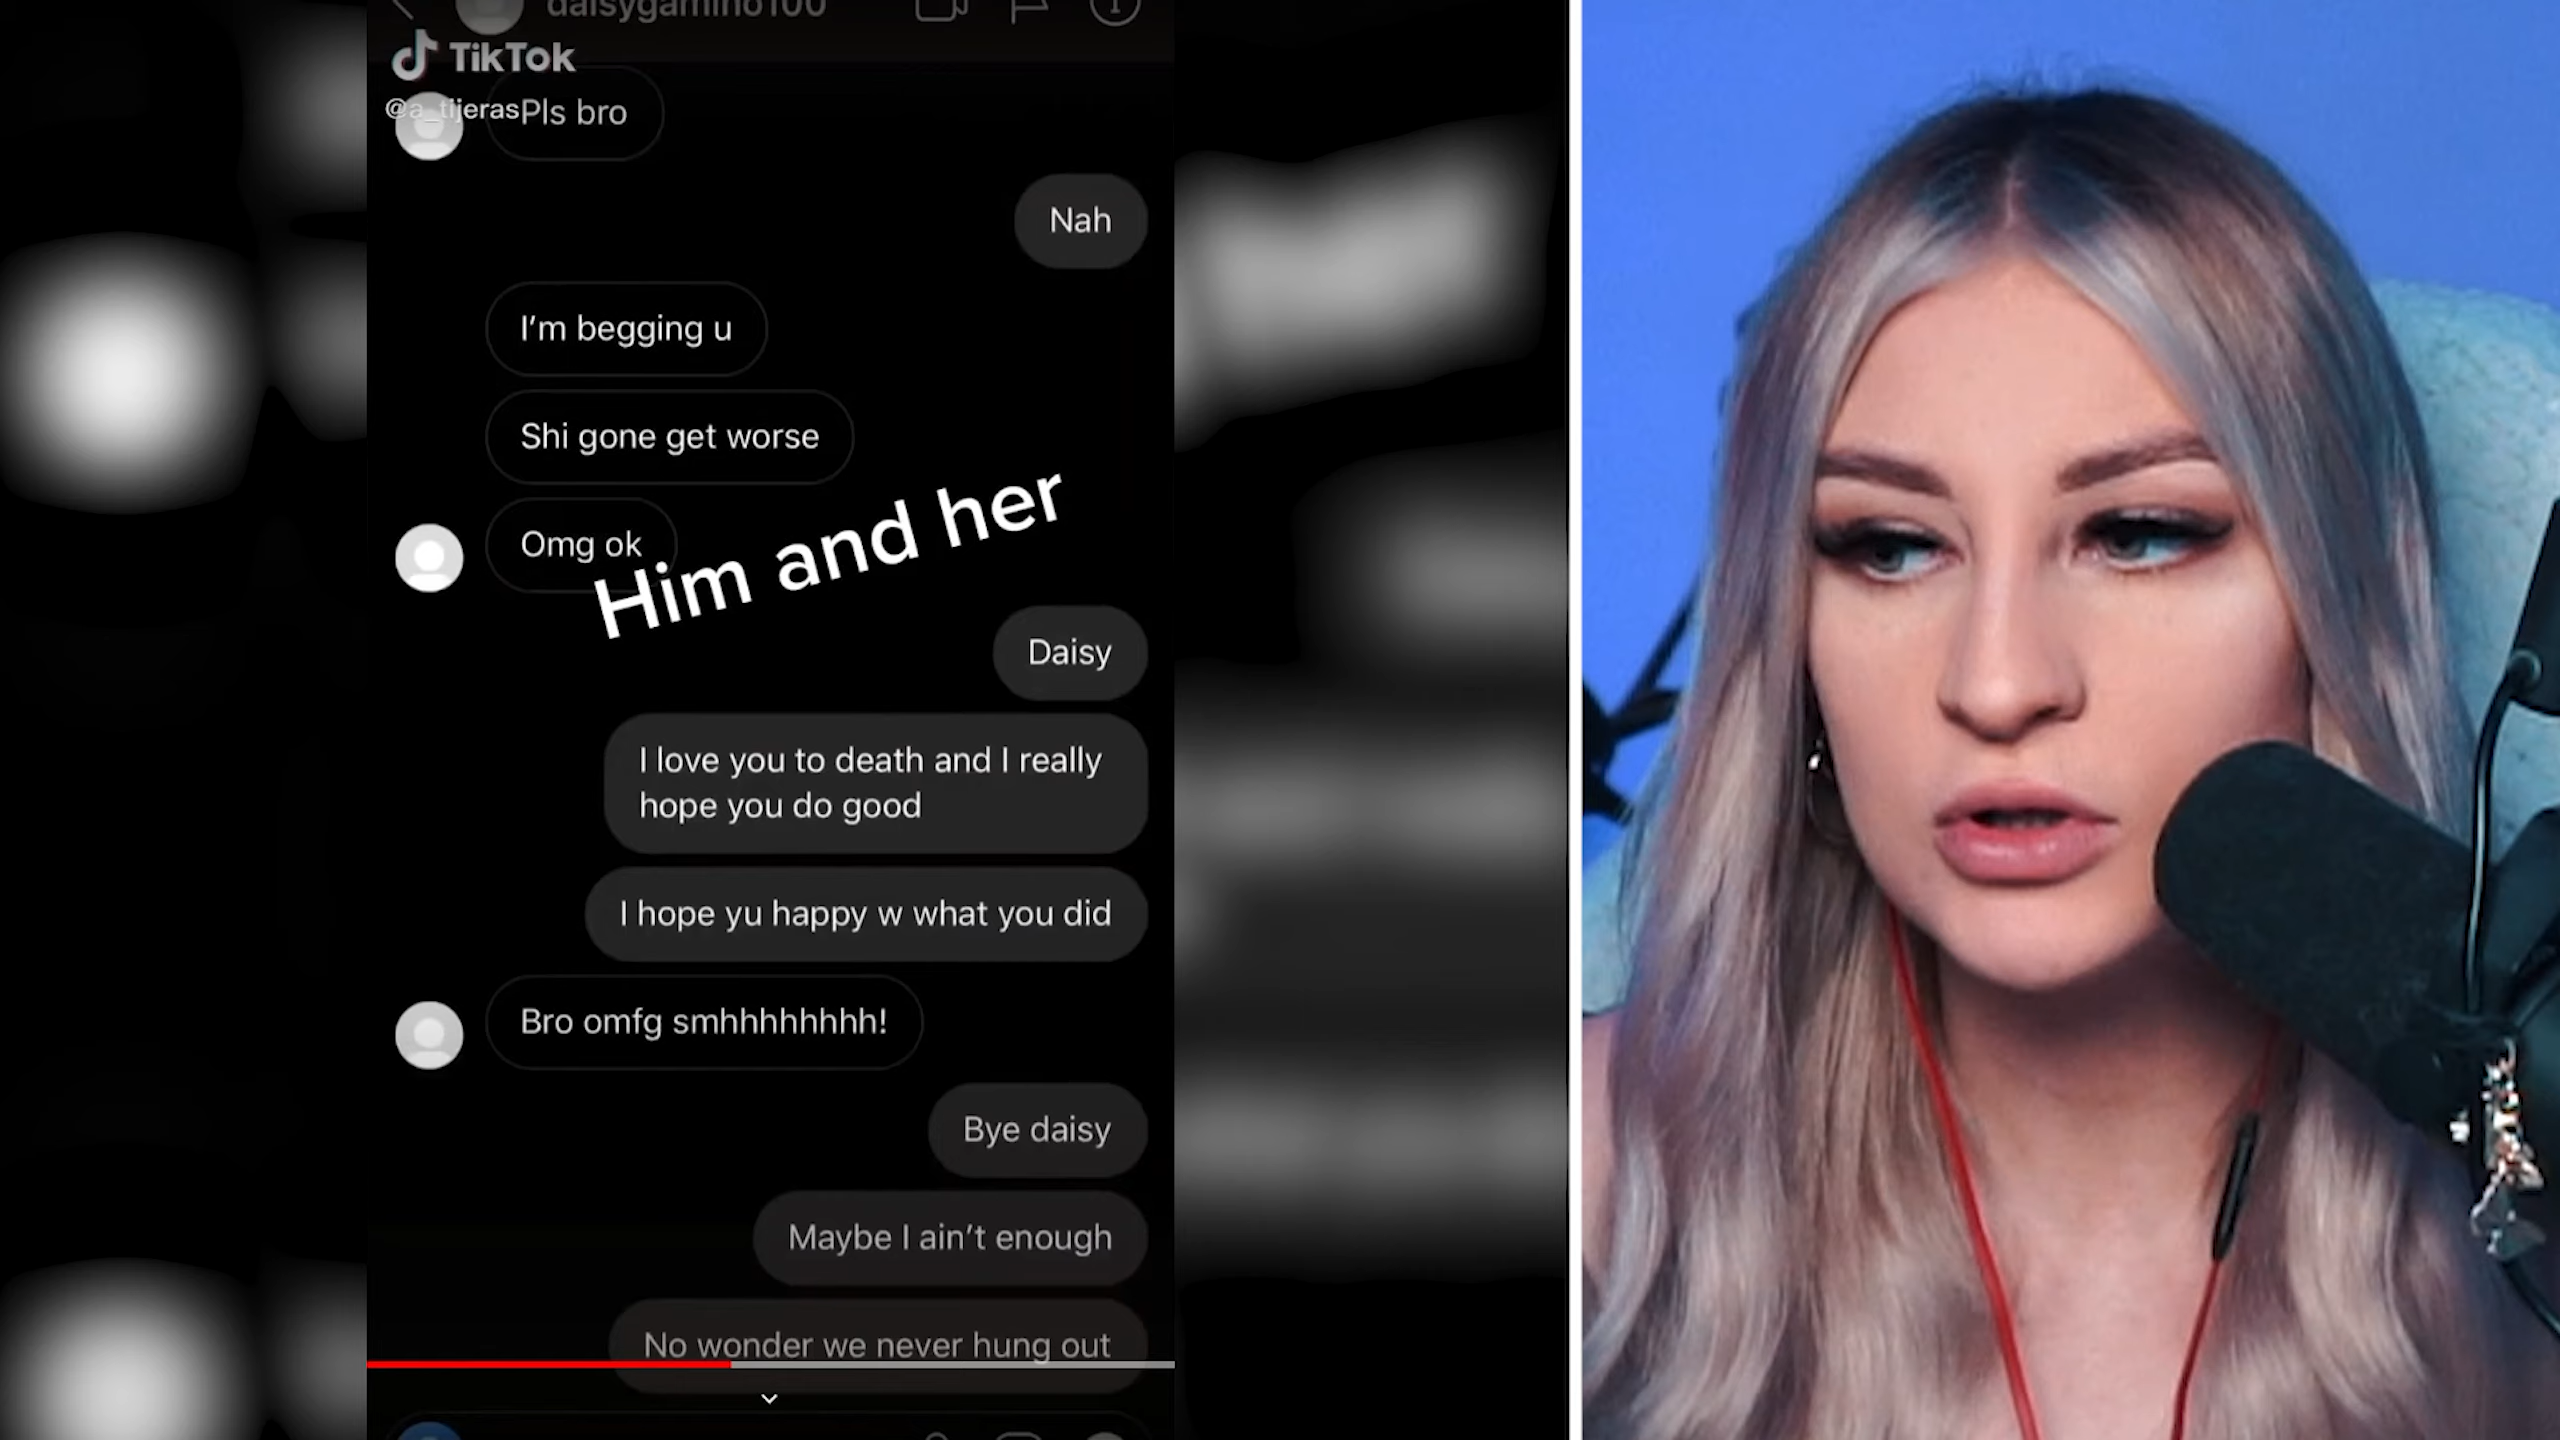 daisygamino100
TikTok
@a_tijeras
Pls bro
Nah
I'm begging u
Shi gone get worse
Omg ok
Him and her
Daisy
I love you to death and I really
hope you do good
I hope yu happy w what you did
Bro omfg smhhhhhhhh!
Bye daisy
Maybe I ain't enough
No wonder we never hung out